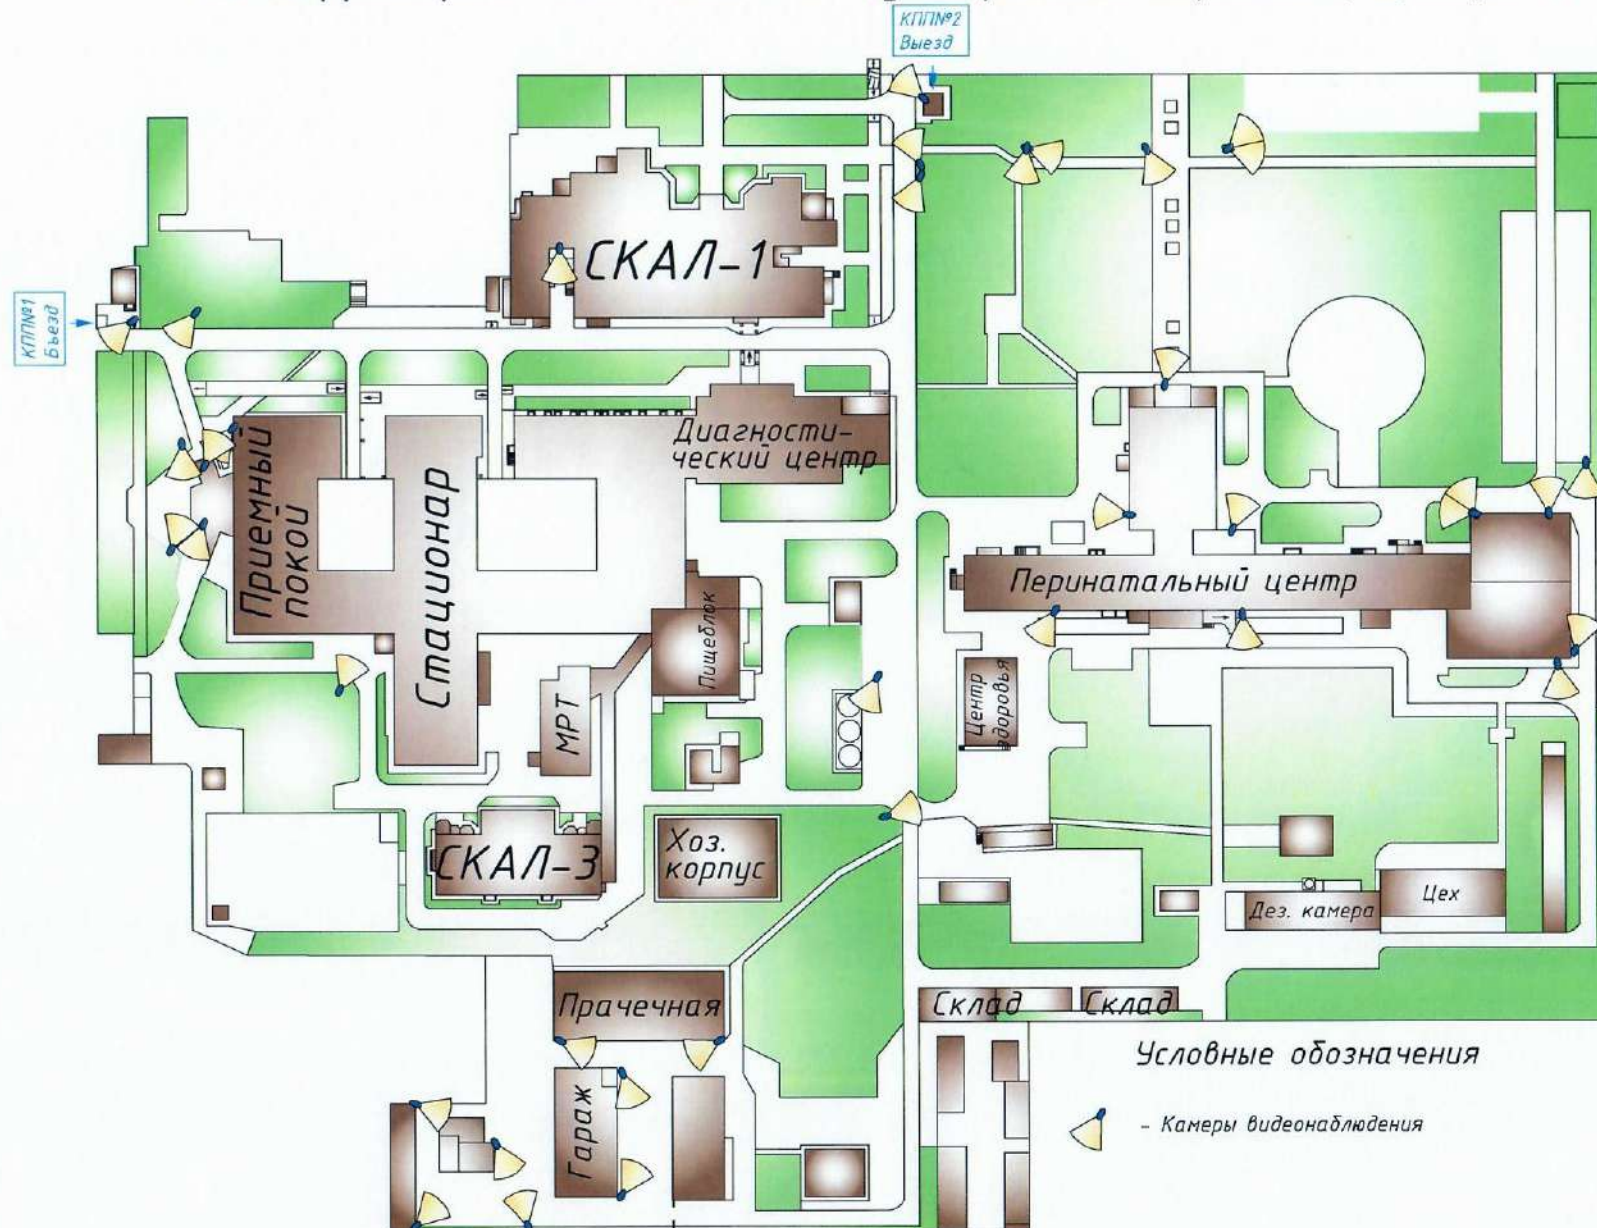 КПП№2
Выезд
СКАЛ-1
КПП№1
Бъезд
Диагности-
ческий центр
Приемный
покой
Стационар
Перинатальный центр
Пищеблок
Центр
здоровья
МРТ
СКАЛ-3
Хоз.
корпус
Дез. камера
Цех
Прачечная
Склад
Склад
Гараж
Условные обозначения
- Камеры видеонаблюдения